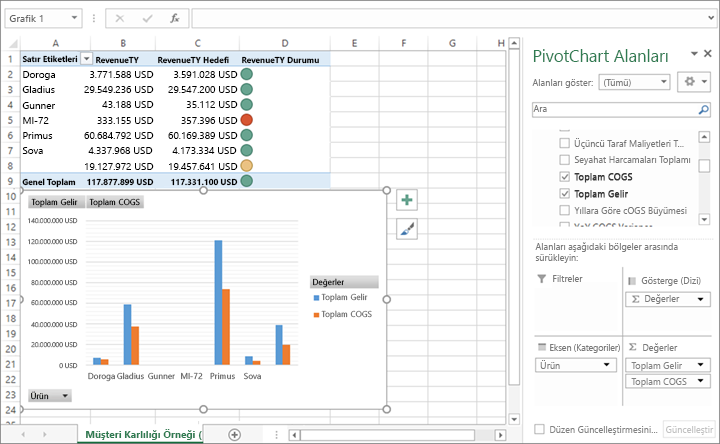 Grafik 1
fx
A B C D E F G H
1 Satır Etiketleri RevenueTY RevenueTY Hedefi RevenueTY Durumu
2 Doroga 3.771.588 USD 3.591.028 USD
3 Gladius 29.549.236 USD 29.547.200 USD
4 Gunner 43.188 USD 35.112 USD
5 MI-72 333.155 USD 357.396 USD
6 Primus 60.684.792 USD 60.169.389 USD
7 Sova 4.337.968 USD 4.173.334 USD
8 19.127.972 USD 19.457.641 USD
9 Genel Toplam 117.877.899 USD 117.331.100 USD
10
11
12
13
14
15
16
17
18
19
20
21
22
23
24
Toplam Gelir Toplam COGS
140.000.000 USD
120.000.000 USD
100.000.000 USD
80.000.000 USD
60.000.000 USD
40.000.000 USD
20.000.000 USD
0 USD
Doroga Gladius Gunner MI-72 Primus Sova
Değerler
Toplam Gelir
Toplam COGS
Ürün
Müşteri Karlılığı Örneği (
PivotChart Alanları
Alanları göster: (Tümü)
Ara
Üçüncü Taraf Maliyetleri T...
Seyahat Harcamaları Toplamı
Toplam COGS
Toplam Gelir
Yıllara Göre cOGS Büyümesi
YoY COGS Variance
Alanları aşağıdaki bölgeler arasında
sürükleyin:
Filtreler
Gösterge (Dizi)
Σ Değerler
Eksen (Kategoriler)
Ürün
Σ Değerler
Toplam Gelir
Toplam COGS
Düzen Güncelleştirmesini...
Güncelleştir